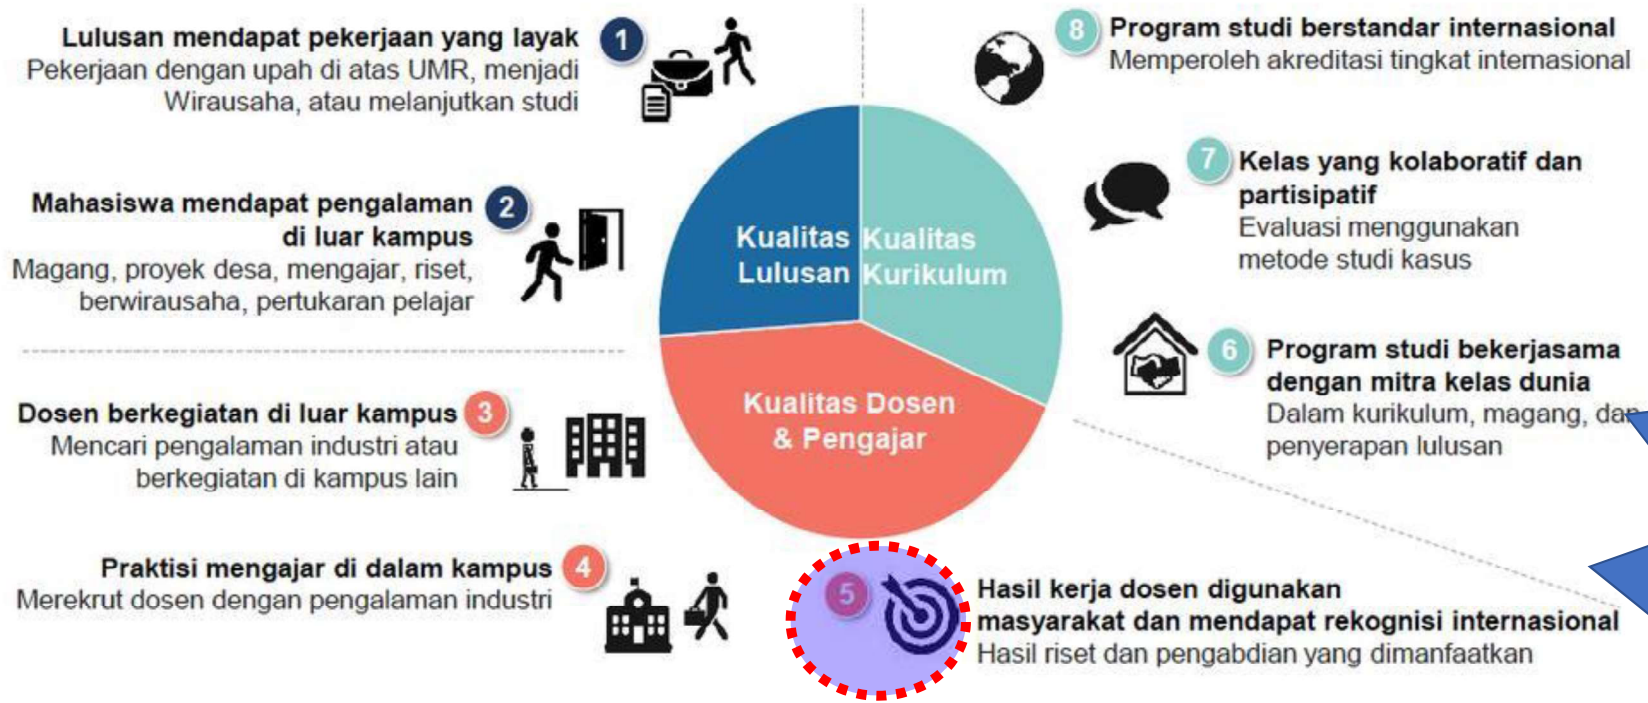 1
Lulusan mendapat pekerjaan yang layak
Pekerjaan dengan upah di atas UMR, menjadi
Wirausaha, atau melanjutkan studi
2
Mahasiswa mendapat pengalaman
di luar kampus
Magang, proyek desa, mengajar, riset,
berwirausaha, pertukaran pelajar
3
Dosen berkegiatan di luar kampus
Mencari pengalaman industri atau
berkegiatan di kampus lain
4
Praktisi mengajar di dalam kampus
Merekrut dosen dengan pengalaman industri
Kualitas
Lulusan
Kualitas
Kurikulum
Kualitas Dosen
& Pengajar
5
Hasil kerja dosen digunakan
masyarakat dan mendapat rekognisi internasional
Hasil riset dan pengabdian yang dimanfaatkan
6
Program studi bekerjasama
dengan mitra kelas dunia
Dalam kurikulum, magang, dan
penyerapan lulusan
7
Kelas yang kolaboratif dan
partisipatif
Evaluasi menggunakan
metode studi kasus
8
Program studi berstandar internasional
Memperoleh akreditasi tingkat internasional